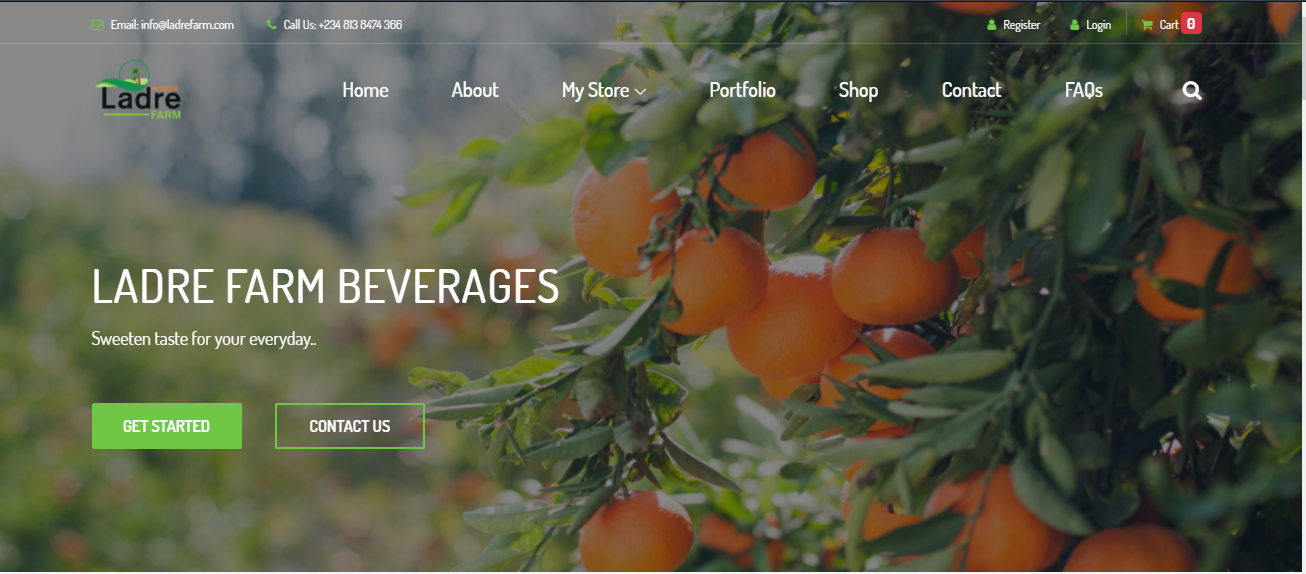 Email: info@ladrefarm.com Call Us: +234 813 8474 366 Register Login Cart 0
Ladre
FARM
Home About My Store Portfolio Shop Contact FAQs
LADRE FARM BEVERAGES
Sweeten taste for your everyday..
GET STARTED CONTACT US